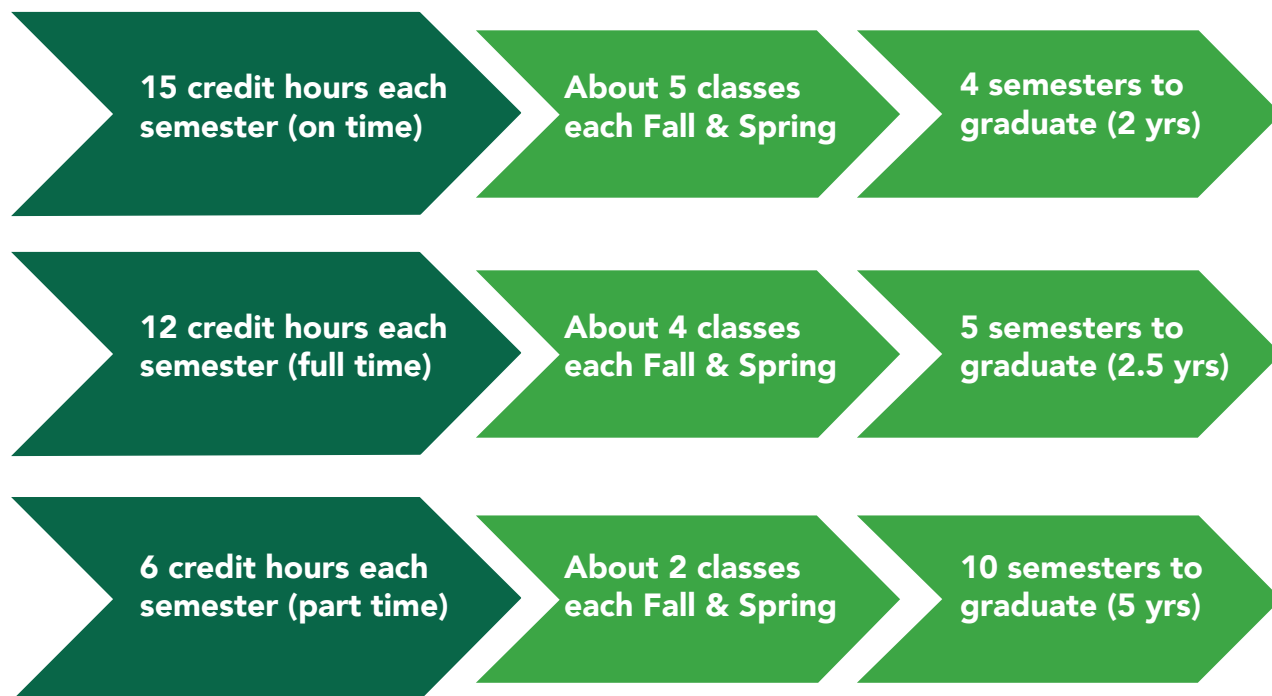 15 credit hours each
semester (on time)
About 5 classes
each Fall & Spring
4 semesters to
graduate (2 yrs)
12 credit hours each
semester (full time)
About 4 classes
each Fall & Spring
5 semesters to
graduate (2.5 yrs)
6 credit hours each
semester (part time)
About 2 classes
each Fall & Spring
10 semesters to
graduate (5 yrs)